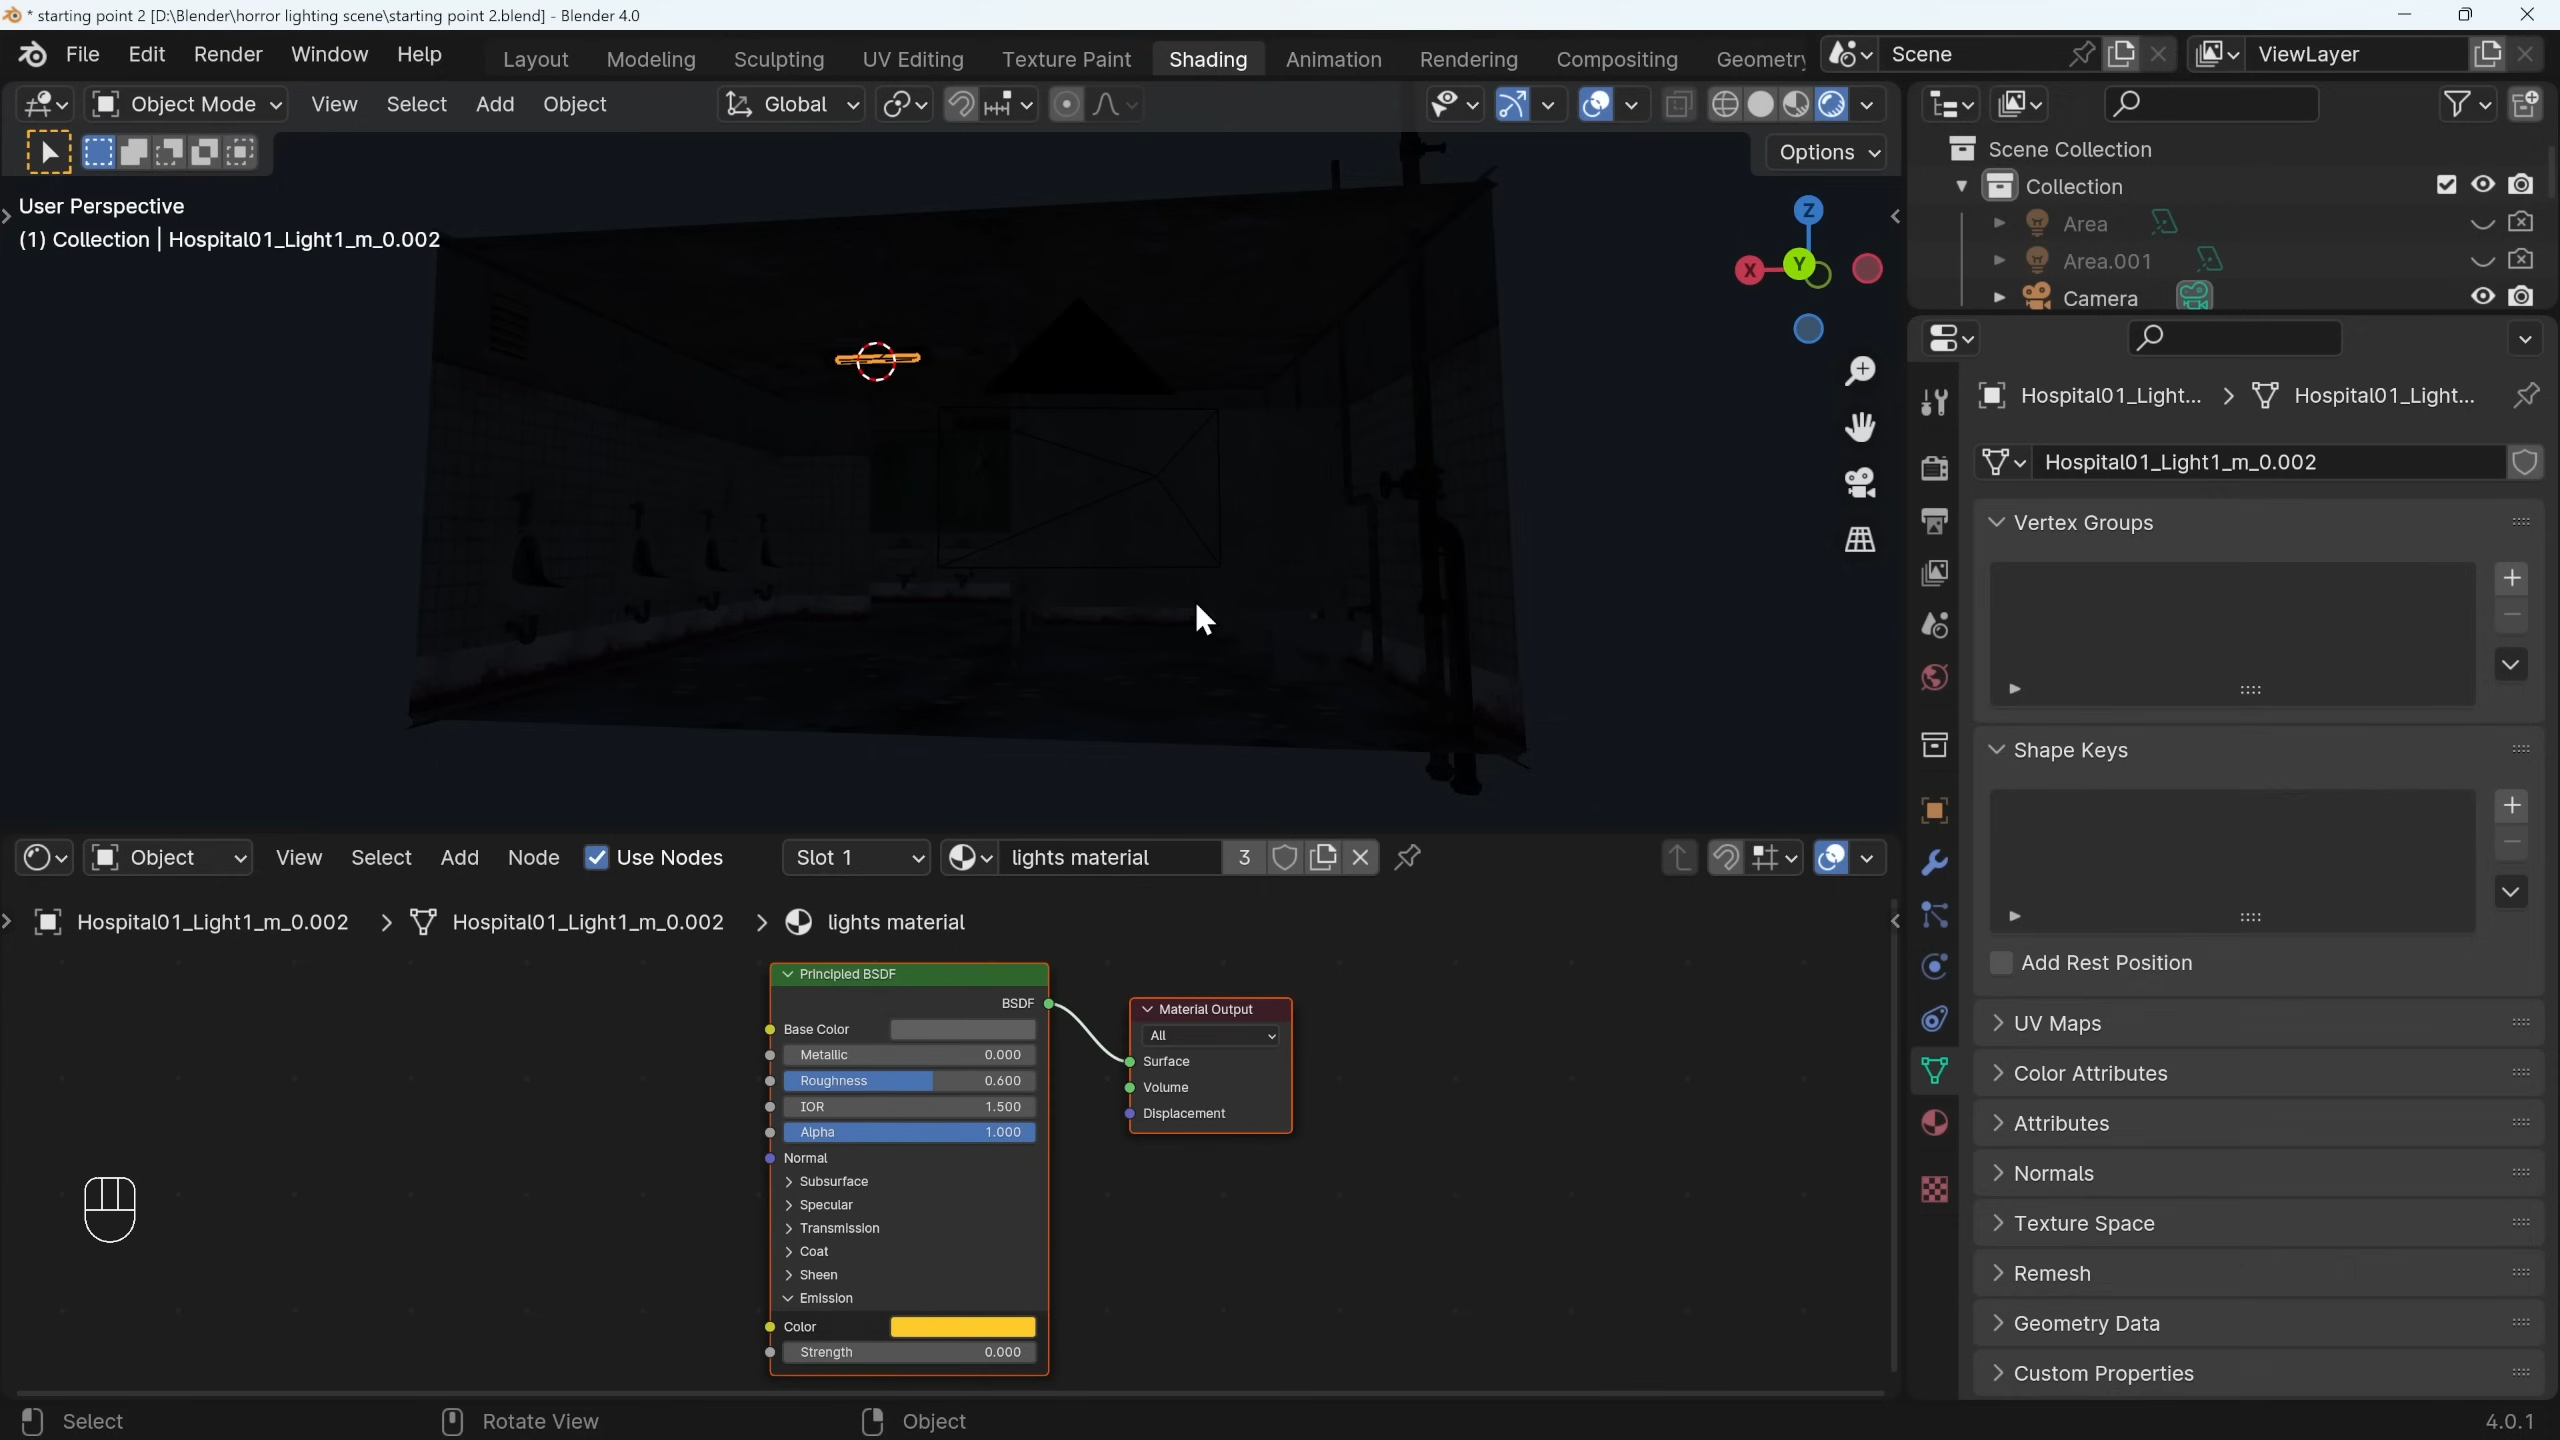 * starting point 2 [D:\Blender\horror lighting scene\starting point 2.blend] - Blender 4.0
File Edit Render Window Help Layout Modeling Sculpting UV Editing Texture Paint Shading Animation Rendering Compositing Geometry Scene ViewLayer
Object Mode View Select Add Object Global
Options
User Perspective
(1) Collection | Hospital01_Light1_m_0.002
Z
X
Y
Scene Collection
Collection
Area
Area.001
Camera
Hospital01_Light... Hospital01_Light...
Hospital01_Light1_m_0.002
Vertex Groups
Shape Keys
Add Rest Position
UV Maps
Color Attributes
Attributes
Normals
Texture Space
Remesh
Geometry Data
Custom Properties
Object View Select Add Node Use Nodes Slot 1 lights material 3
Hospital01_Light1_m_0.002 Hospital01_Light1_m_0.002 lights material
Principled BSDF
BSDF
Base Color
Metallic 0.000
Roughness 0.600
IOR 1.500
Alpha 1.000
Normal
Subsurface
Specular
Transmission
Coat
Sheen
Emission
Color
Strength 0.000
Material Output
All
Surface
Volume
Displacement
Select Rotate View Object 4.0.1